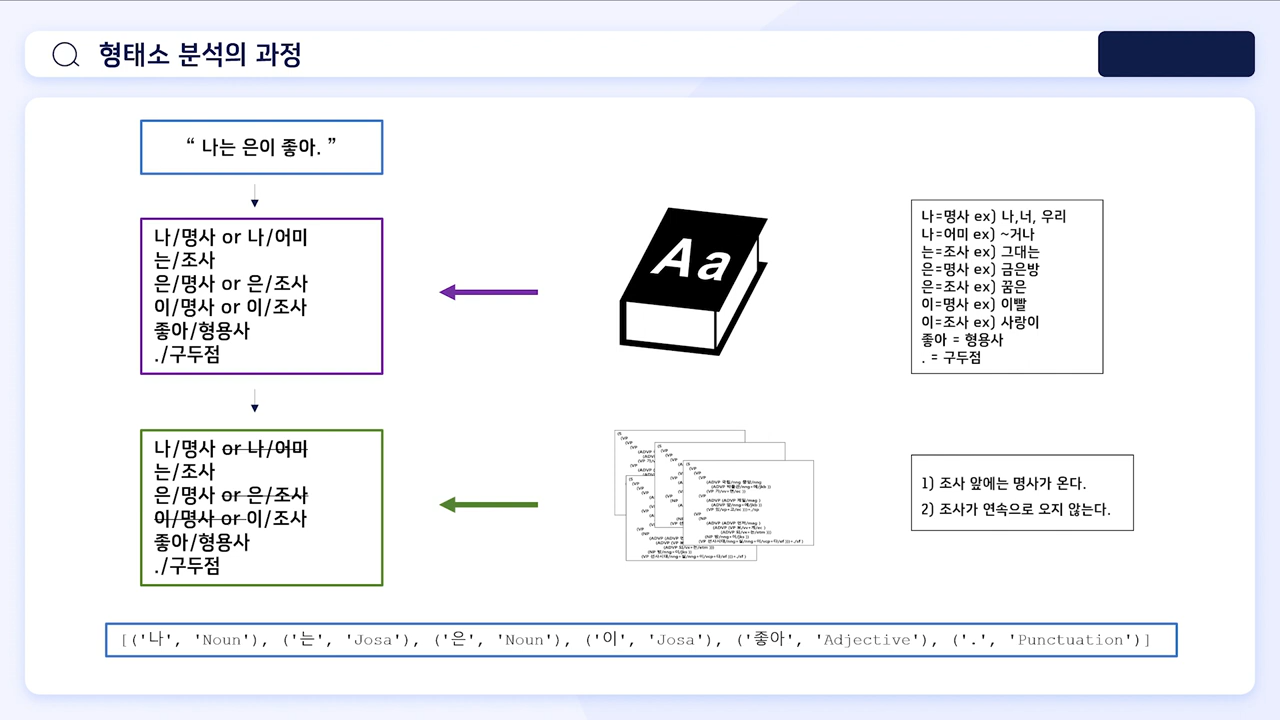 형태소 분석의 과정
“ 나는 은이 좋아. ”
나/명사 or 나/어미
는/조사
은/명사 or 은/조사
이/명사 or 이/조사
좋아/형용사
./구두점
Aa
나=명사 ex) 나,너, 우리
나=어미 ex) ~거나
는=조사 ex) 그대는
은=명사 ex) 금은방
은=조사 ex) 꿈은
이=명사 ex) 이빨
이=조사 ex) 사랑이
좋아 = 형용사
. = 구두점
나/명사 or 나/어미
는/조사
은/명사 or 은/조사
이/명사 or 이/조사
좋아/형용사
./구두점
1) 조사 앞에는 명사가 온다.
2) 조사가 연속으로 오지 않는다.
[('나', 'Noun'), ('는', 'Josa'), ('은', 'Noun'), ('이', 'Josa'), ('좋아', 'Adjective'), ('.', 'Punctuation')]